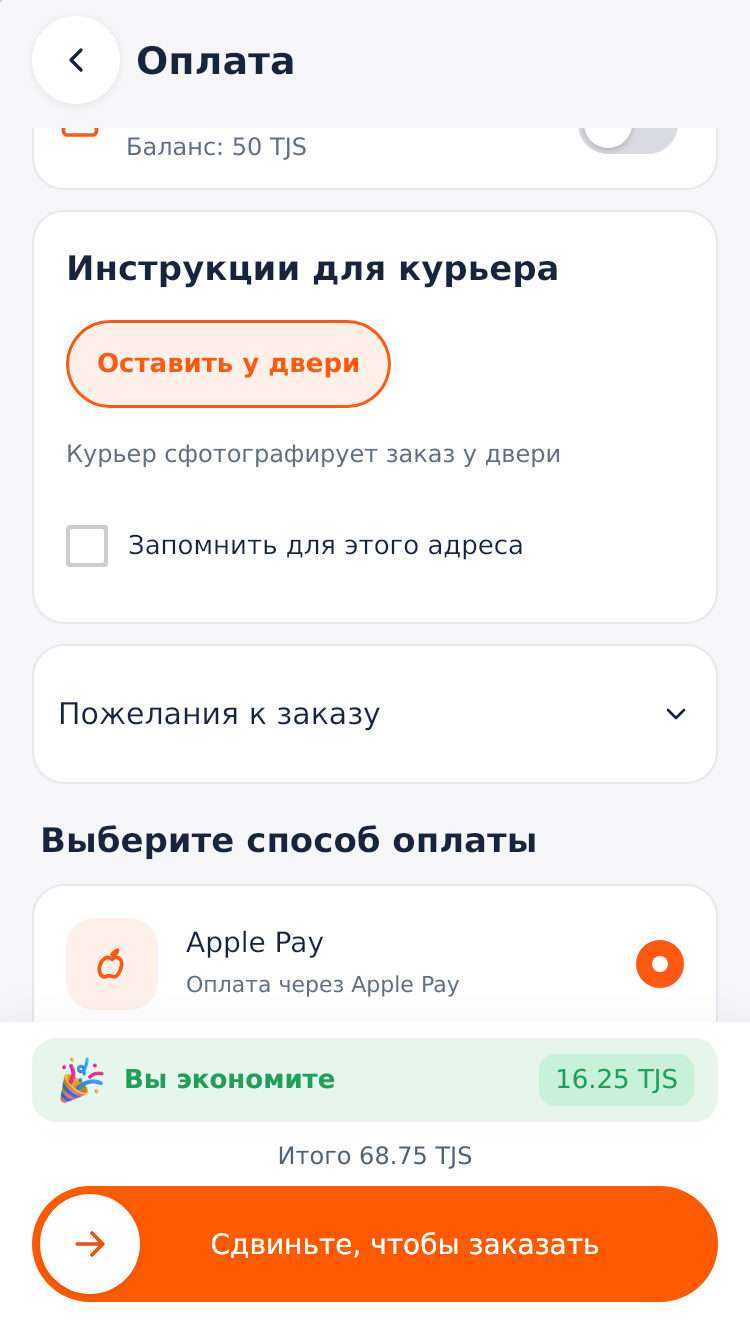 Оплата
Баланс: 50 TJS
Инструкции для курьера
Оставить у двери
Курьер сфотографирует заказ у двери
Запомнить для этого адреса
Пожелания к заказу
Выберите способ оплаты
Apple Pay
Оплата через Apple Pay
Вы экономите
16.25 TJS
Итого 68.75 TJS
Сдвиньте, чтобы заказать